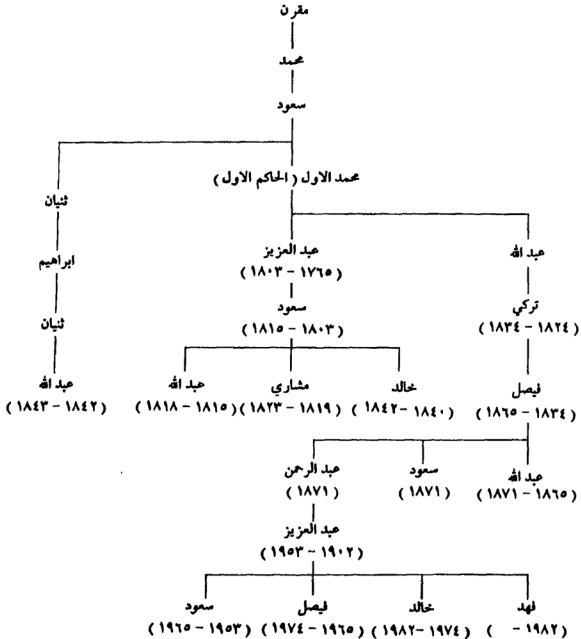 مقرن
محمد
سعود
محمد الاول (الحاكم الاول)
ثنيان
عبد العزيز
عبد الله
(١٧٦٥ - ١٨٠٣)
ابراهيم
سعود
تركي
(١٨٠٣ - ١٨١٥)
(١٨٢٤ - ١٨٣٤)
ثنيان
خالد
مشاري
عبد الله
فيصل
عبد الله
(١٨٤٠ - ١٨٤٢)
(١٨١٩ - ١٨٢٣)
(١٨١٥ - ١٨١٨)
(١٨٣٤ - ١٨٦٥)
(١٨٤٢ - ١٨٤٣)
عبد الله
سعود
عبد الرحمن
(١٨٦٥ - ١٨٧١)
(١٨٧١)
(١٨٧١)
عبد العزيز
(١٩٠٢ - ١٩٥٣)
فهد
خالد
فيصل
سعود
(١٩٨٢ - )
(١٩٧٤ - ١٩٨٢)
(١٩٦٥ - ١٩٧٤)
(١٩٥٣ - ١٩٦٥)